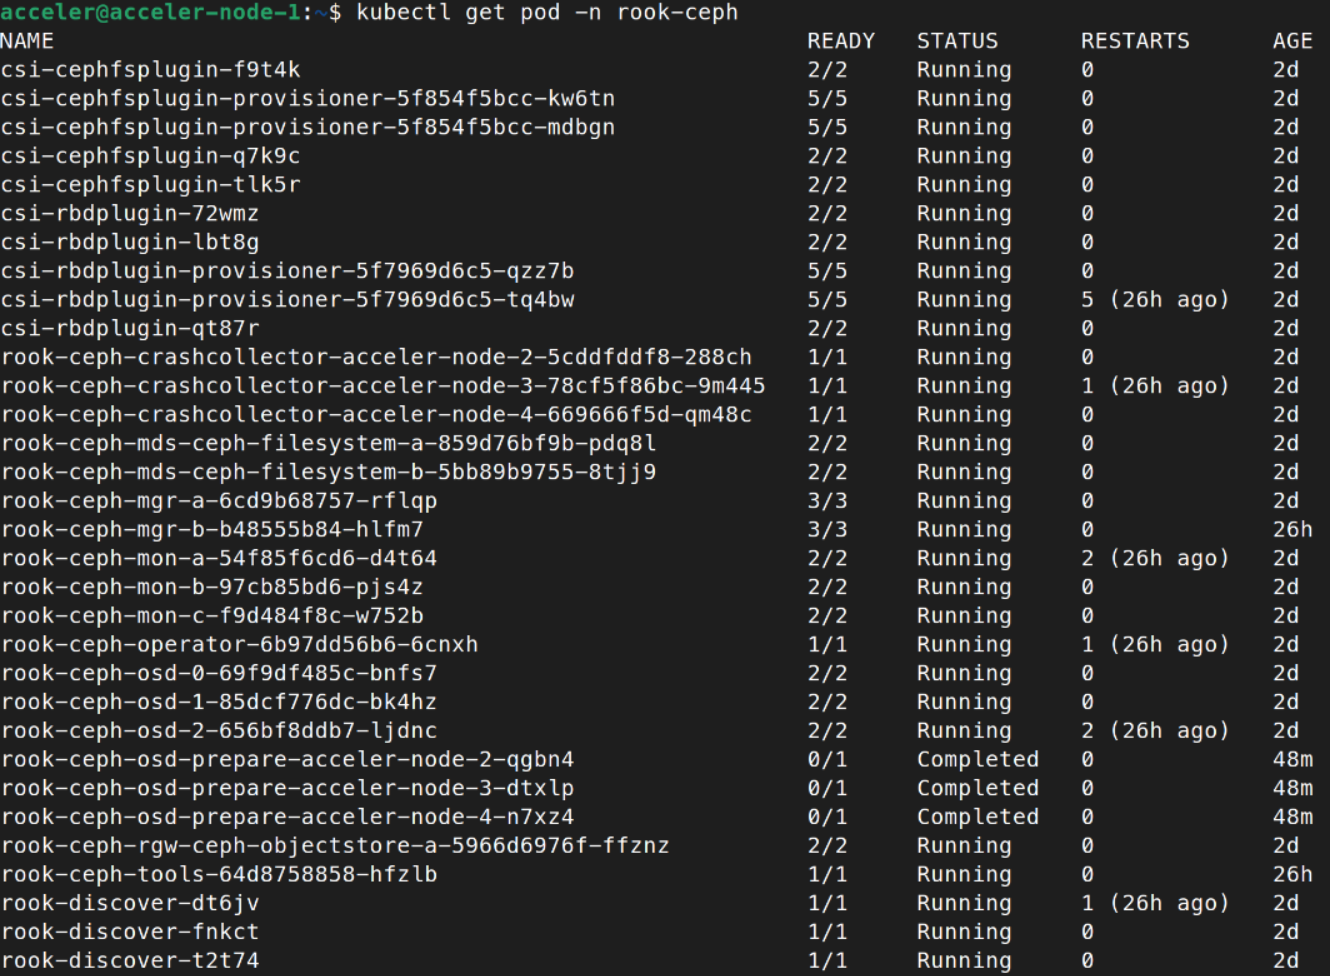 acceler@acceler-node-1:~$ kubectl get pod -n rook-ceph
NAME READY STATUS RESTARTS AGE
csi-cephfsplugin-f9t4k 2/2 Running 0 2d
csi-cephfsplugin-provisioner-5f854f5bcc-kw6tn 5/5 Running 0 2d
csi-cephfsplugin-provisioner-5f854f5bcc-mdbgn 5/5 Running 0 2d
csi-cephfsplugin-q7k9c 2/2 Running 0 2d
csi-cephfsplugin-tlk5r 2/2 Running 0 2d
csi-rbdplugin-72wmz 2/2 Running 0 2d
csi-rbdplugin-lbt8g 2/2 Running 0 2d
csi-rbdplugin-provisioner-5f7969d6c5-qzz7b 5/5 Running 0 2d
csi-rbdplugin-provisioner-5f7969d6c5-tq4bw 5/5 Running 5 (26h ago) 2d
csi-rbdplugin-qt87r 2/2 Running 0 2d
rook-ceph-crashcollector-acceler-node-2-5cddfddf8-288ch 1/1 Running 0 2d
rook-ceph-crashcollector-acceler-node-3-78cf5f86bc-9m445 1/1 Running 1 (26h ago) 2d
rook-ceph-crashcollector-acceler-node-4-669666f5d-qm48c 1/1 Running 0 2d
rook-ceph-mds-ceph-filesystem-a-859d76bf9b-pdq8l 2/2 Running 0 2d
rook-ceph-mds-ceph-filesystem-b-5bb89b9755-8tjj9 2/2 Running 0 2d
rook-ceph-mgr-a-6cd9b68757-rflqp 3/3 Running 0 2d
rook-ceph-mgr-b-b48555b84-hlfm7 3/3 Running 0 26h
rook-ceph-mon-a-54f85f6cd6-d4t64 2/2 Running 2 (26h ago) 2d
rook-ceph-mon-b-97cb85bd6-pjs4z 2/2 Running 0 2d
rook-ceph-mon-c-f9d484f8c-w752b 2/2 Running 0 2d
rook-ceph-operator-6b97dd56b6-6cnxh 1/1 Running 1 (26h ago) 2d
rook-ceph-osd-0-69f9df485c-bnfs7 2/2 Running 0 2d
rook-ceph-osd-1-85dcf776dc-bk4hz 2/2 Running 0 2d
rook-ceph-osd-2-656bf8ddb7-ljdnc 2/2 Running 2 (26h ago) 2d
rook-ceph-osd-prepare-acceler-node-2-qgbn4 0/1 Completed 0 48m
rook-ceph-osd-prepare-acceler-node-3-dtxlp 0/1 Completed 0 48m
rook-ceph-osd-prepare-acceler-node-4-n7xz4 0/1 Completed 0 48m
rook-ceph-rgw-ceph-objectstore-a-5966d6976f-ffznz 2/2 Running 0 2d
rook-ceph-tools-64d8758858-hfzlb 1/1 Running 0 26h
rook-discover-dt6jv 1/1 Running 1 (26h ago) 2d
rook-discover-fnkct 1/1 Running 0 2d
rook-discover-t2t74 1/1 Running 0 2d